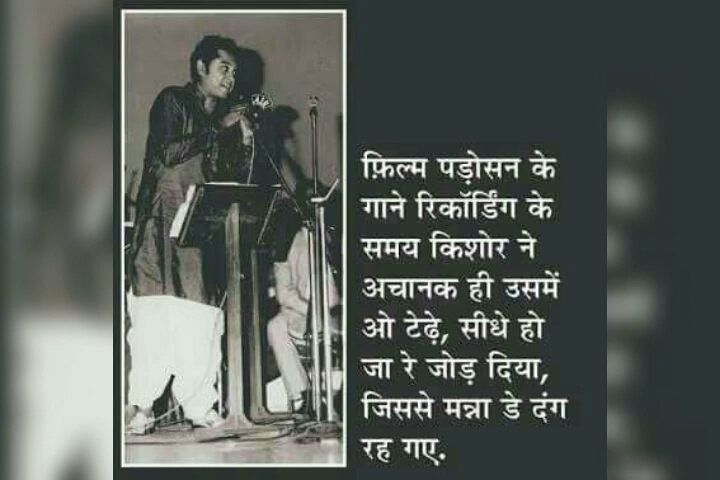 फ़िल्म पड़ोसन के
गाने रिकॉर्डिंग के
समय किशोर ने
अचानक ही उसमें
ओ टेढ़े, सीधे हो
जा रे जोड़ दिया,
जिससे मन्ना डे दंग
रह गए.